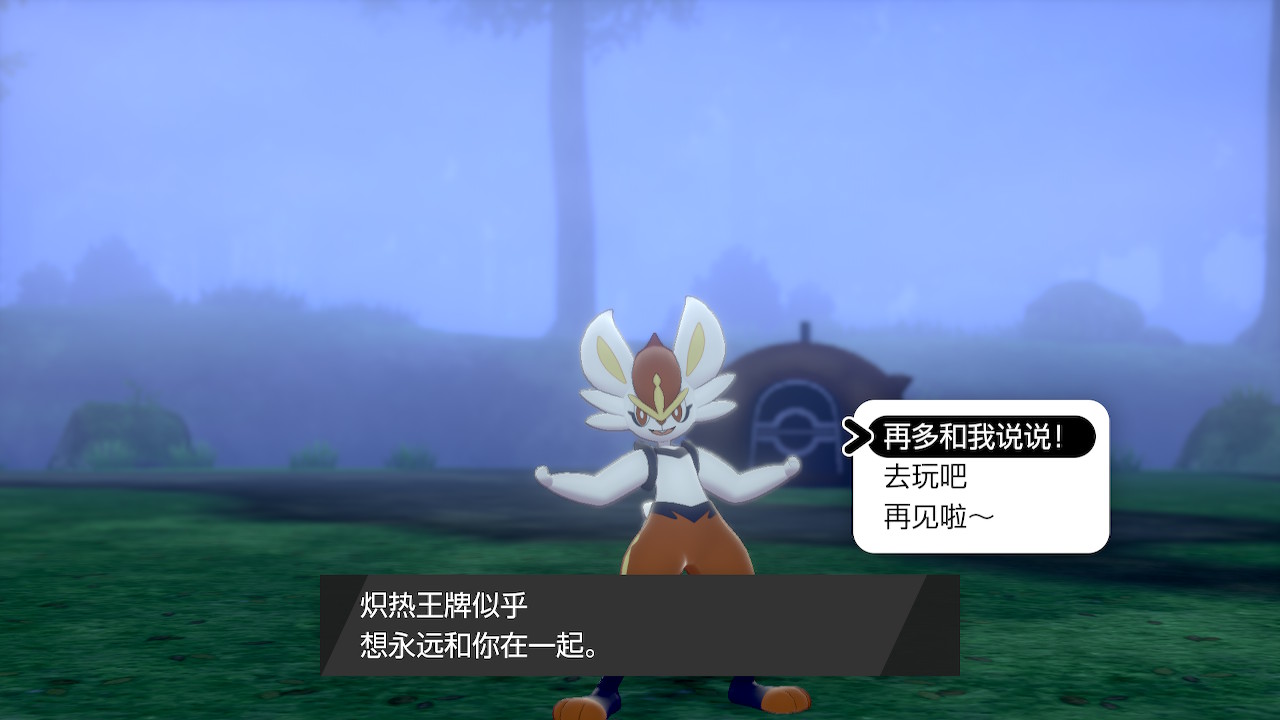 再多和我说说！
去玩吧
再见啦～
炽热王牌似乎
想永远和你在一起。